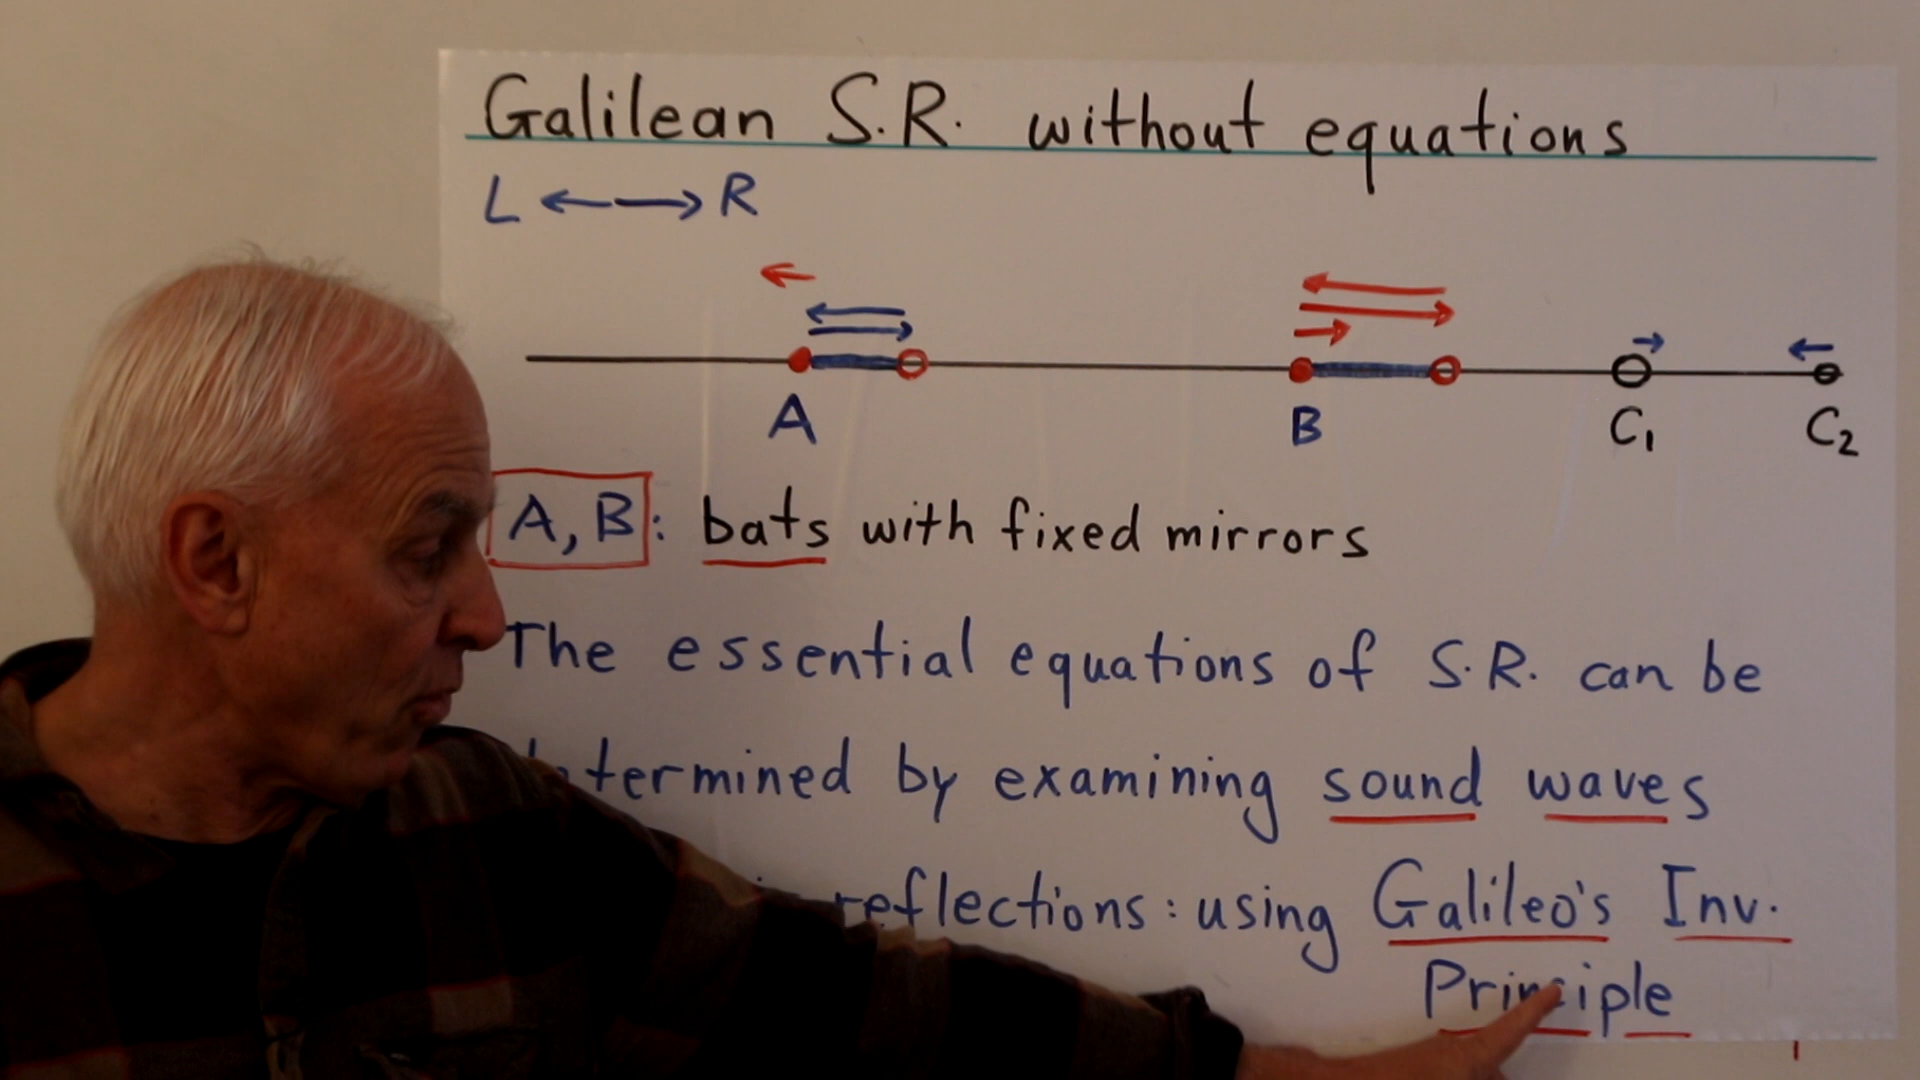 Galilean S.R. without equations
L ←→ R
A B C₁ C₂
A, B: bats with fixed mirrors
The essential equations of S.R. can be
by examining sound waves
reflections: using Galileo's Inv.
Principle